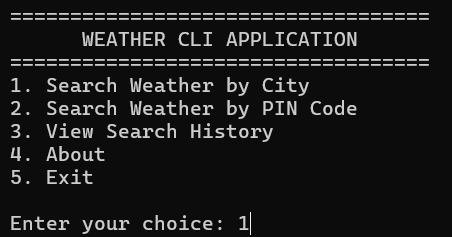 ===================================
WEATHER CLI APPLICATION
===================================
1. Search Weather by City
2. Search Weather by PIN Code
3. View Search History
4. About
5. Exit
Enter your choice: 1